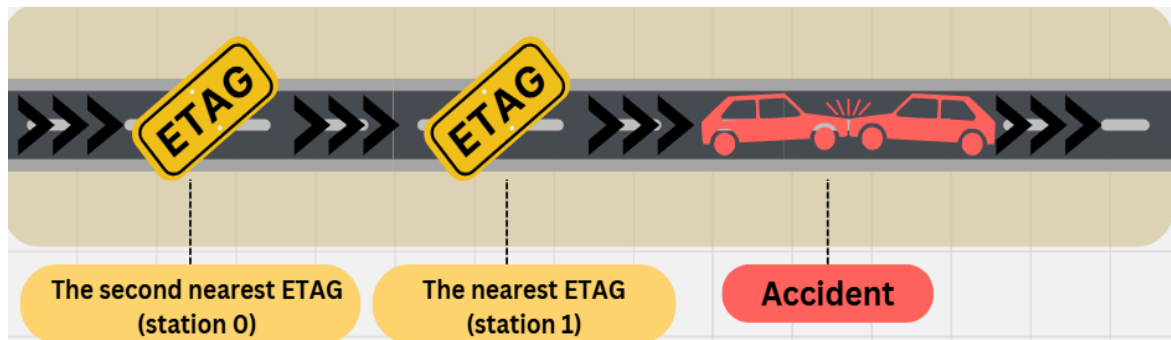 ETAG
ETAG
The second nearest ETAG
(station 0)
The nearest ETAG
(station 1)
Accident